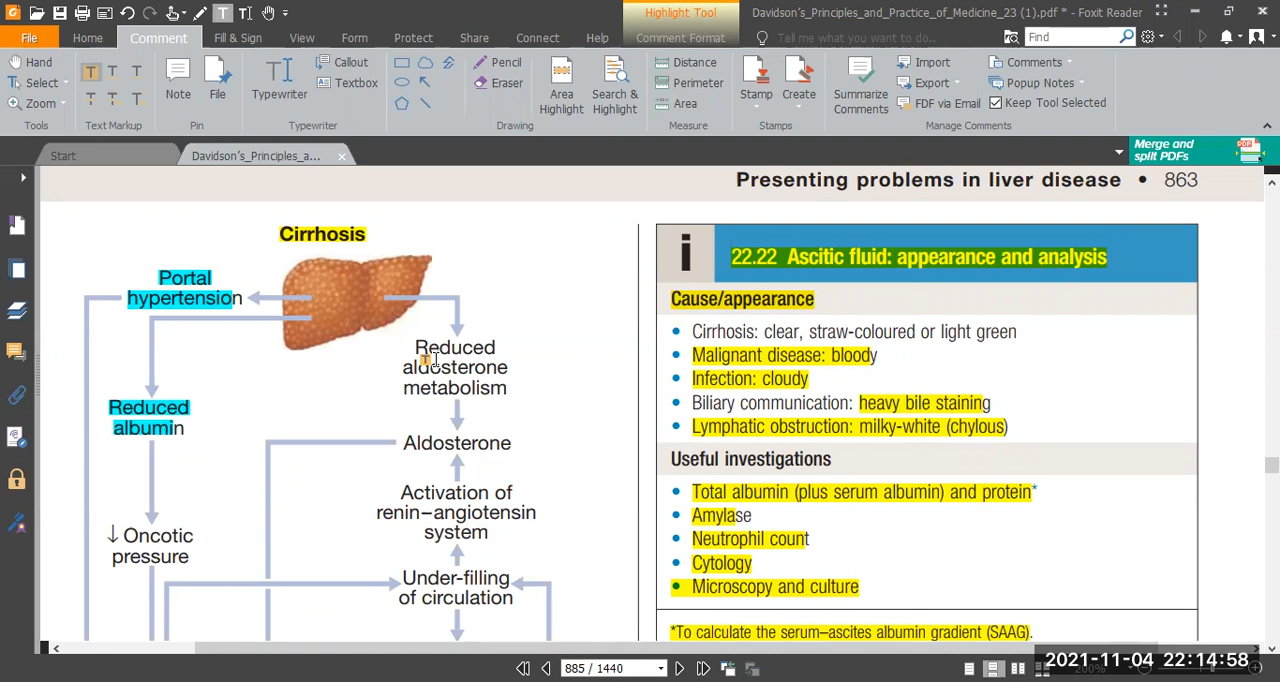 Highlight Tool
Davidson's_Principles_and_Practice_of_Medicine_23 (1).pdf * - Foxit Reader
File Home Comment Fill & Sign View Form Protect Share Connect Help Comment Format Tell me what you want to do.. Find
Hand
Select
Zoom
Tools
Text Markup
Note
File
Pin
Typewriter
Callout
Textbox
Typewriter
Pencil
Eraser
Area Highlight
Search & Highlight
Drawing
Distance
Perimeter
Area
Measure
Stamp
Create
Stamps
Summarize Comments
Import
Export
FDF via Email
Comments
Popup Notes
Keep Tool Selected
Manage Comments
Start
Davidson's_Principles_a...
Merge and
split PDFs
Presenting problems in liver disease • 863
Cirrhosis
Portal
hypertension
Reduced
aldosterone
metabolism
Reduced
albumin
Aldosterone
Activation of
renin–angiotensin
system
↓ Oncotic
pressure
Under-filling
of circulation
i
22.22 Ascitic fluid: appearance and analysis
Cause/appearance
• Cirrhosis: clear, straw-coloured or light green
• Malignant disease: bloody
• Infection: cloudy
• Biliary communication: heavy bile staining
• Lymphatic obstruction: milky-white (chylous)
Useful investigations
• Total albumin (plus serum albumin) and protein*
• Amylase
• Neutrophil count
• Cytology
• Microscopy and culture
*To calculate the serum–ascites albumin gradient (SAAG).
885 / 1440
2021-11-04 22:14:58